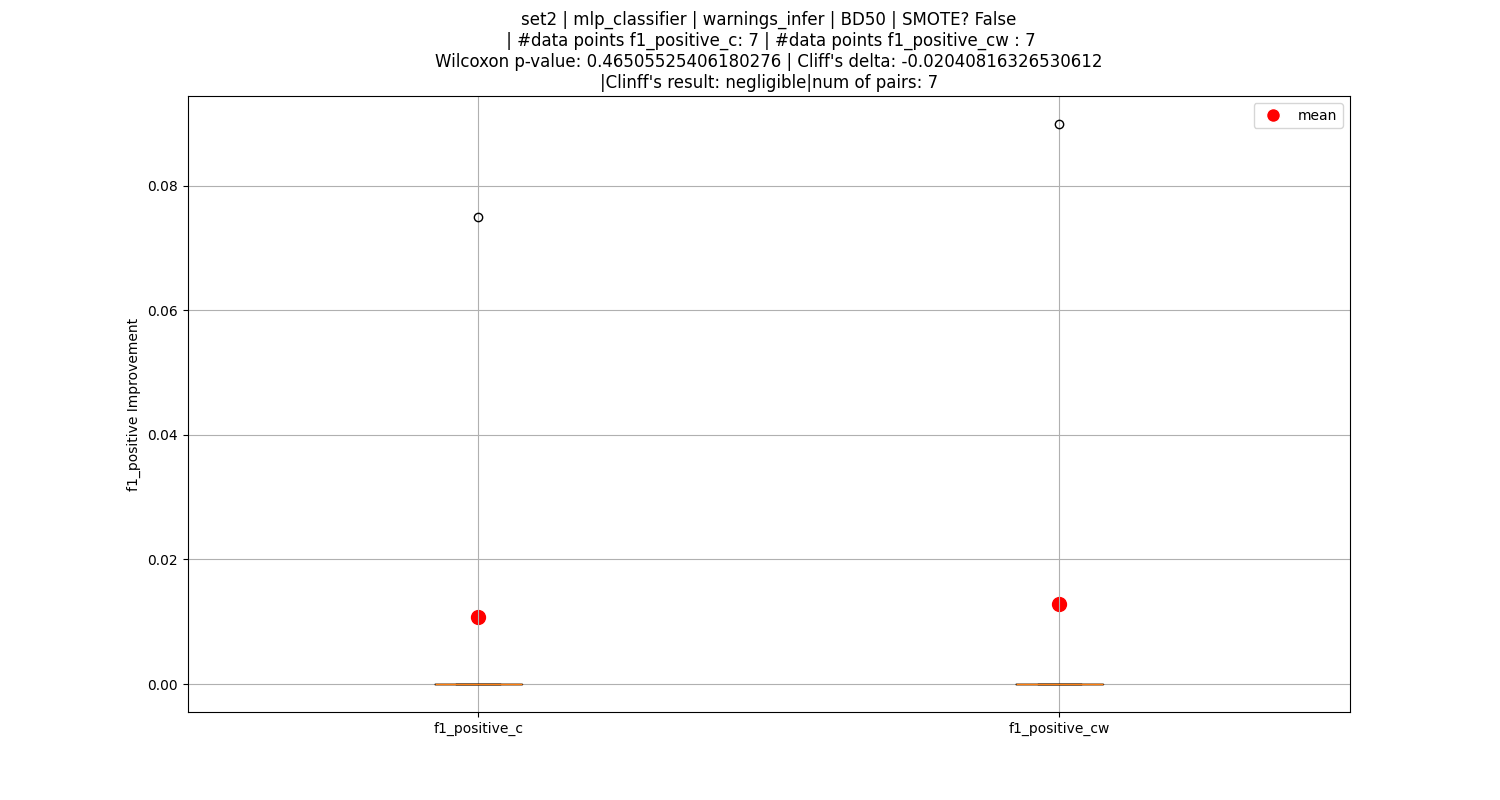 set2 | mlp_classifier | warnings_infer | BD50 | SMOTE? False
| #data points f1_positive_c: 7 | #data points f1_positive_cw : 7
Wilcoxon p-value: 0.46505525406180276 | Cliff's delta: -0.02040816326530612
|Clinff's result: negligible|num of pairs: 7
mean
0.08
0.06
0.04
0.02
0.00
f1_positive Improvement
f1_positive_c
f1_positive_cw